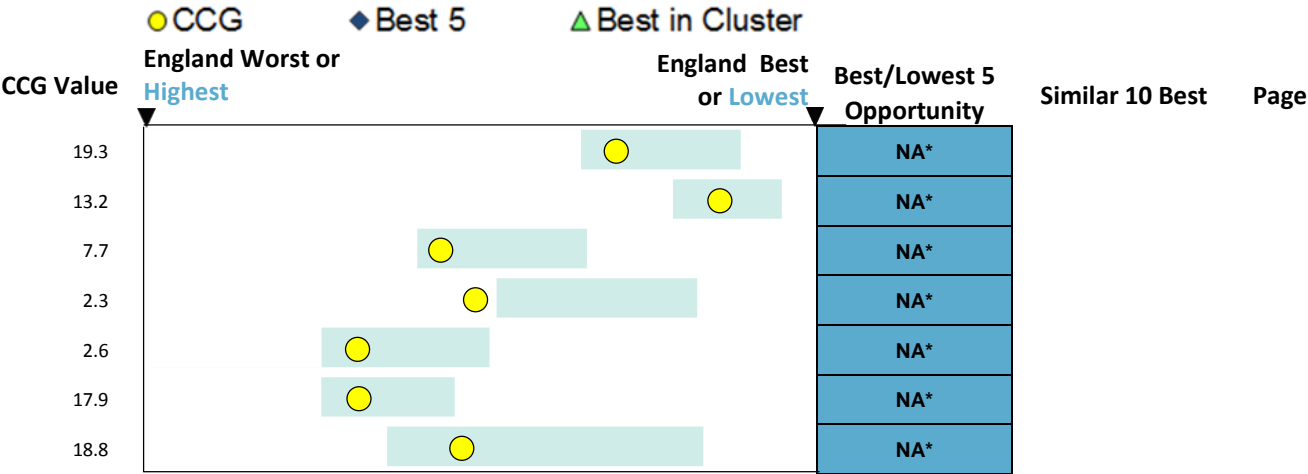 CCG Best 5 Best in Cluster
CCG Value
England Worst or
Highest
England Best
or Lowest
Best/Lowest 5
Opportunity
Similar 10 Best
Page
19.3 NA*
13.2 NA*
7.7 NA*
2.3 NA*
2.6 NA*
17.9 NA*
18.8 NA*